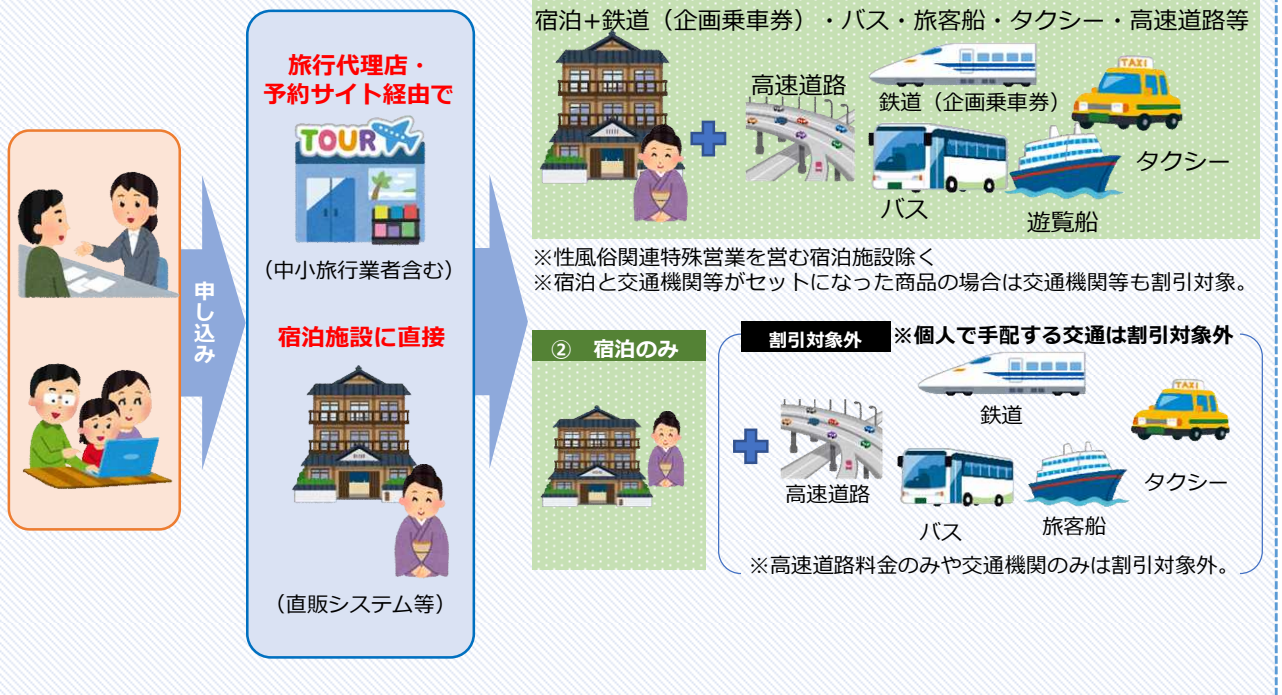 申し込み
旅行代理店・
予約サイト経由で
TOUR
（中小旅行業者含む）
宿泊施設に直接
（直販システム等）
宿泊+鉄道（企画乗車券）・バス・旅客船・タクシー・高速道路等
高速道路
鉄道（企画乗車券）
TAXI
バス
遊覧船
タクシー
※性風俗関連特殊営業を営む宿泊施設除く
※宿泊と交通機関等がセットになった商品の場合は交通機関等も割引対象。
② 宿泊のみ
割引対象外
※個人で手配する交通は割引対象外
鉄道
TAXI
高速道路
バス
旅客船
タクシー
※高速道路料金のみや交通機関のみは割引対象外。